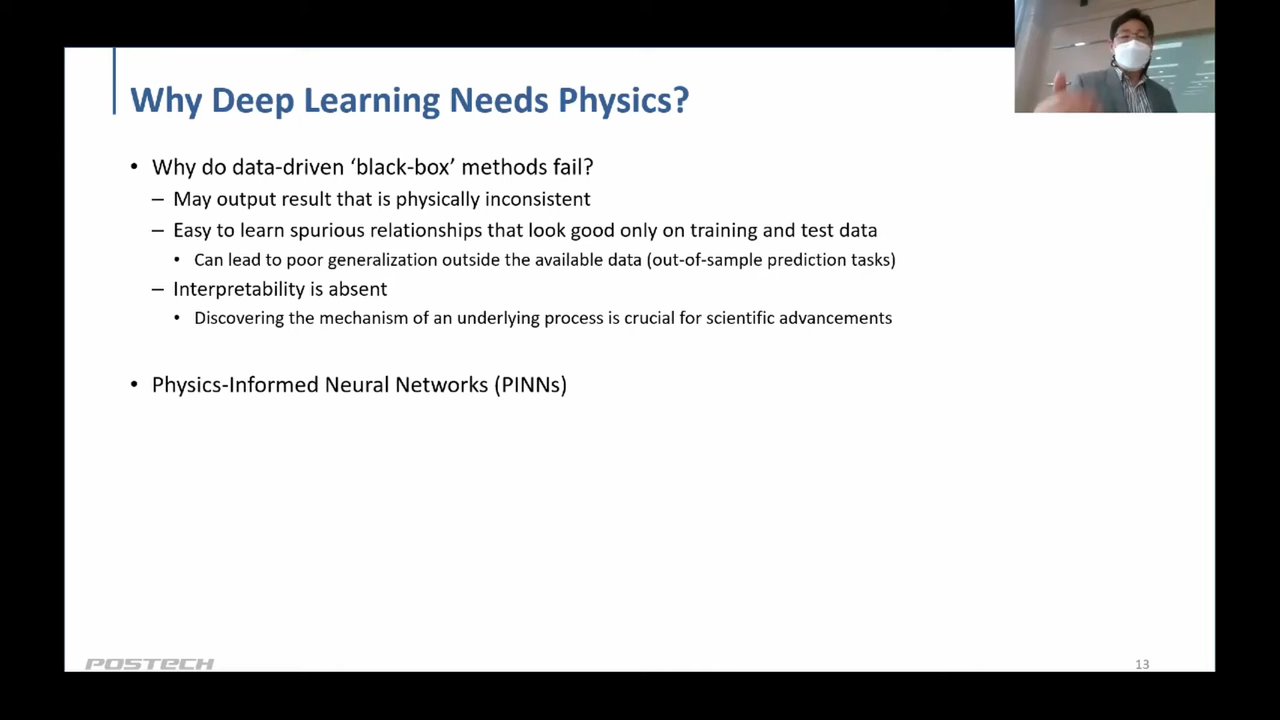 Why Deep Learning Needs Physics?
• Why do data-driven ‘black-box’ methods fail?
– May output result that is physically inconsistent
– Easy to learn spurious relationships that look good only on training and test data
• Can lead to poor generalization outside the available data (out-of-sample prediction tasks)
– Interpretability is absent
• Discovering the mechanism of an underlying process is crucial for scientific advancements
• Physics-Informed Neural Networks (PINNs)
POSTECH
13